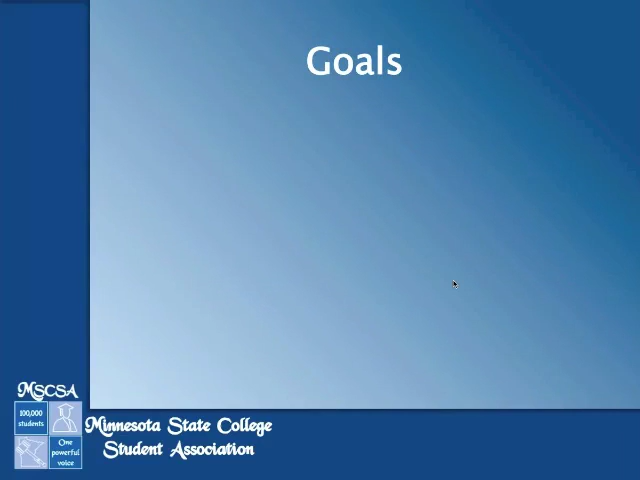 Goals
MSCSA
100,000
students
One
powerful
voice
Minnesota State College
Student Association